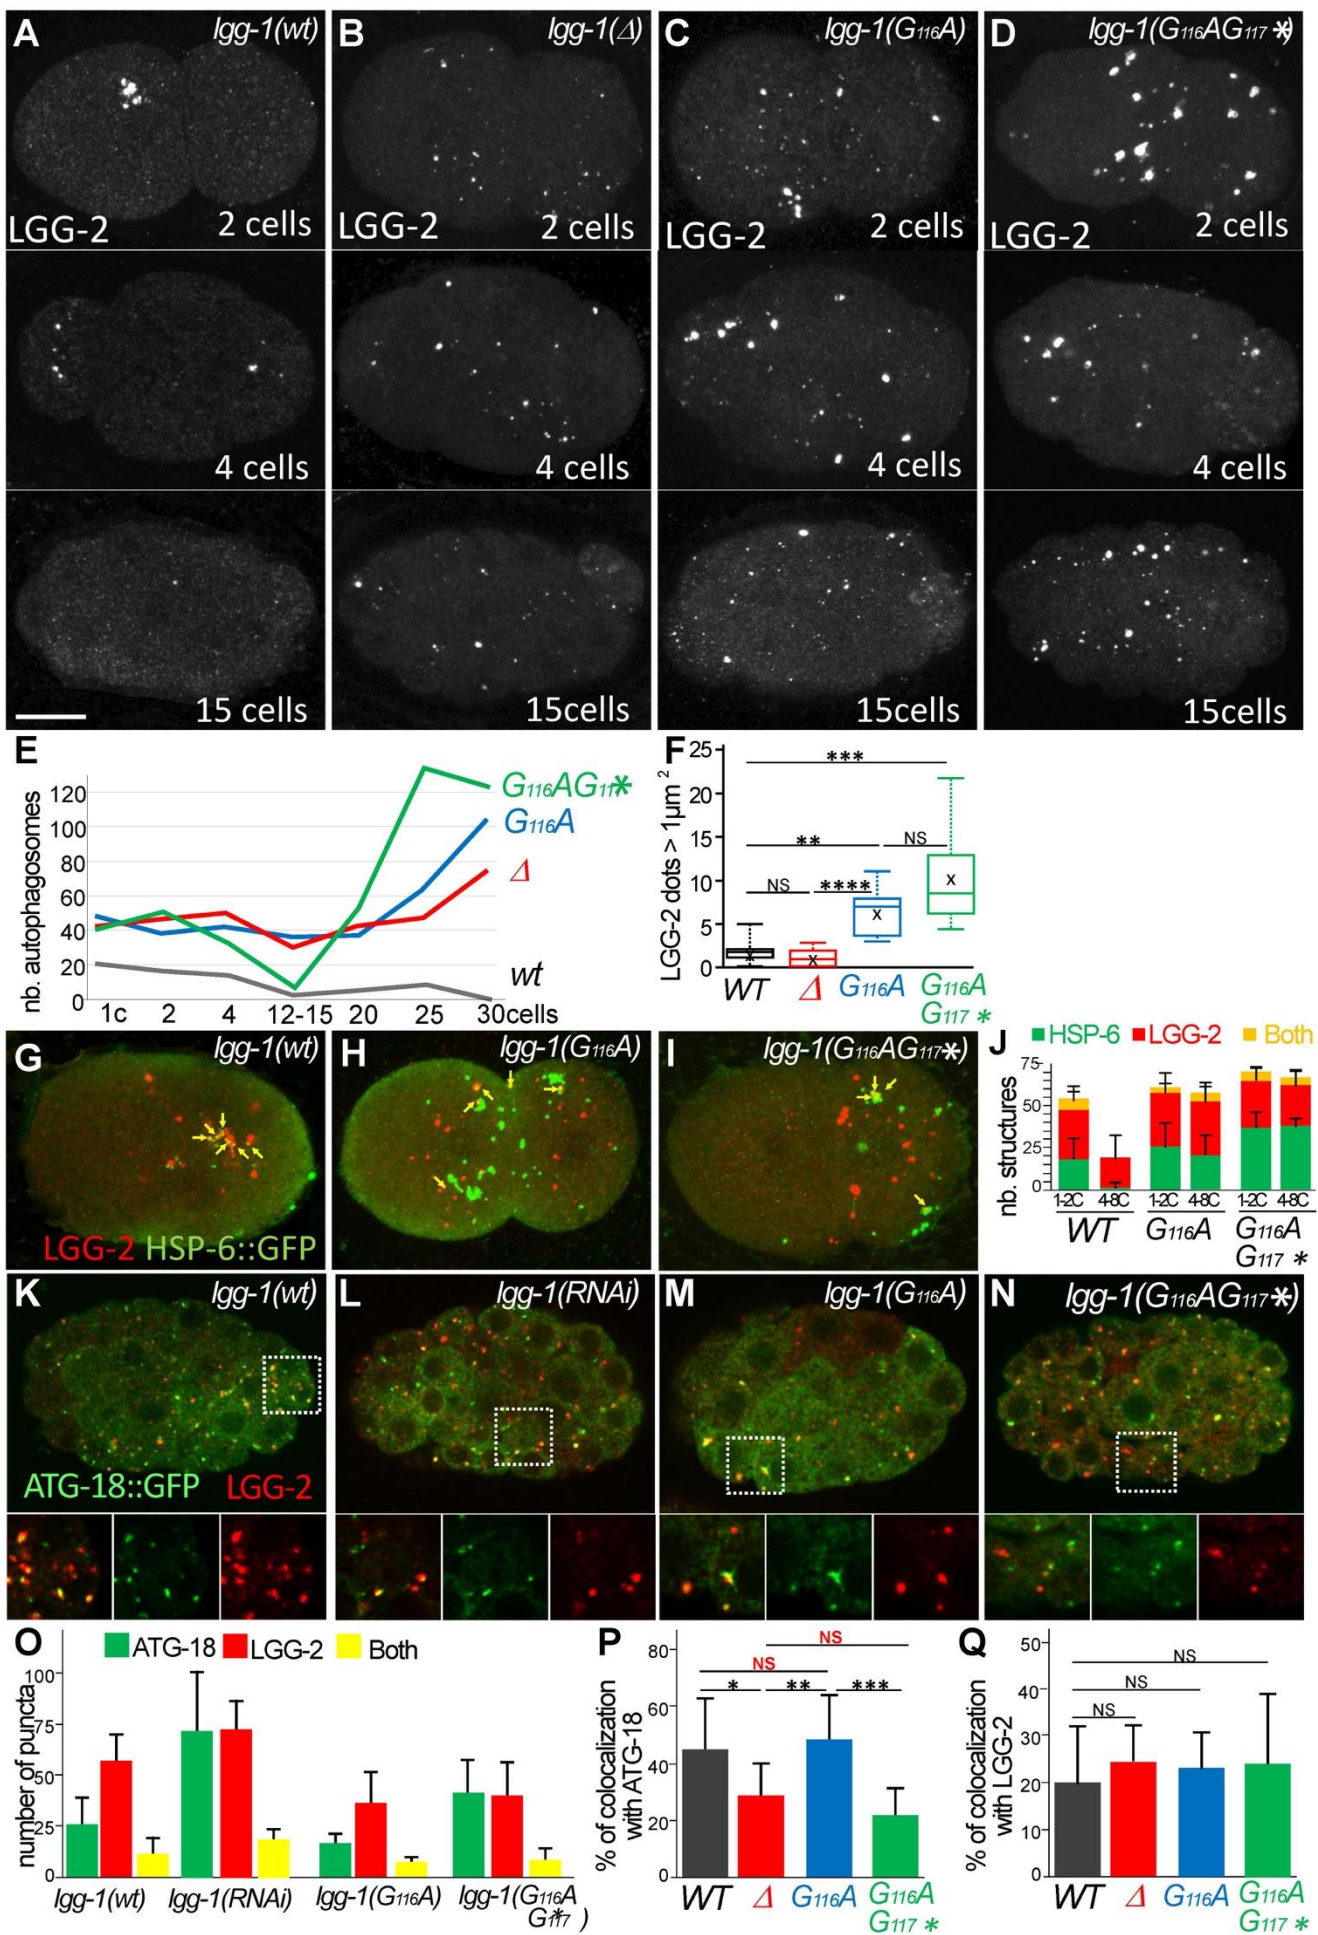 A lgg-1(wt)
B lgg-1(Δ)
C lgg-1(G116A)
D lgg-1(G116AG117*)
LGG-2 2 cells
LGG-2 2 cells
LGG-2 2 cells
LGG-2
4 cells
4 cells
4 cells
4 cells
15 cells
15cells
15cells
15cells
E
nb. autophagosomes
120
100
80
60
40
20
0
G116AG11*
G116A
Δ
wt
1c 2 4 12-15 20 25 30cells
F
LGG-2 dots > 1µm 2
25
20
15
10
5
0
***
**
NS
NS
****
WT Δ G116A G116A
G117 *
G lgg-1(wt)
LGG-2 HSP-6::GFP
H lgg-1(G116A)
I lgg-1(G116AG117*)
J HSP-6 LGG-2 Both
nb. structures
75
50
25
0
1-2C 4-8C 1-2C 4-8C 1-2C 4-8C
WT G116A G116A
G117 *
K lgg-1(wt)
ATG-18::GFP LGG-2
L lgg-1(RNAi)
M lgg-1(G116A)
N lgg-1(G116AG117*)
O ATG-18 LGG-2 Both
number of puncta
100
75
50
25
0
lgg-1(wt) lgg-1(RNAi) lgg-1(G116A) lgg-1(G116A
G117* )
P
% of colocalization
with ATG-18
80
60
40
20
0
NS
NS
* ** ***
WT Δ G116A G116A
G117 *
Q
% of colocalization
with LGG-2
50
40
30
20
10
0
NS
NS
NS
WT Δ G116A G116A
G117 *